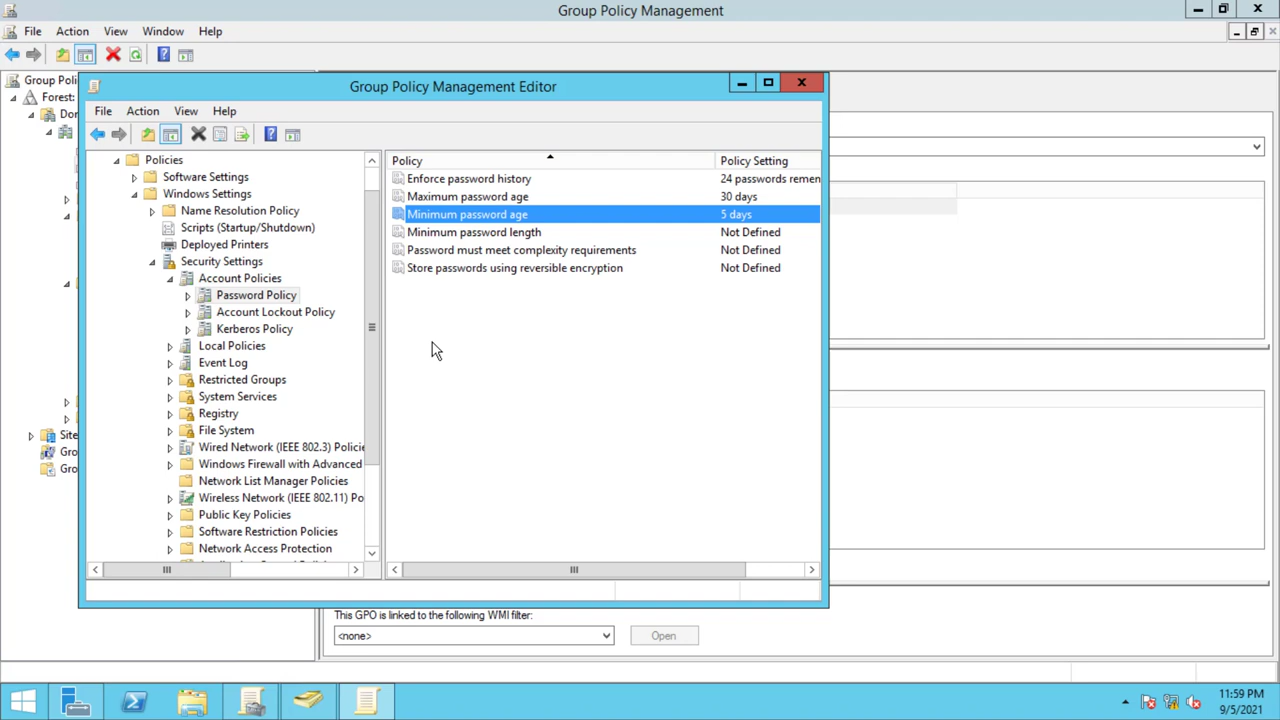 Group Policy Management
File Action View Window Help
Group Poli
Forest:
Dor
Site
Gro
Gro
Group Policy Management Editor
File Action View Help
Policies
Software Settings
Windows Settings
Name Resolution Policy
Scripts (Startup/Shutdown)
Deployed Printers
Security Settings
Account Policies
Password Policy
Account Lockout Policy
Kerberos Policy
Local Policies
Event Log
Restricted Groups
System Services
Registry
File System
Wired Network (IEEE 802.3) Policie
Windows Firewall with Advanced
Network List Manager Policies
Wireless Network (IEEE 802.11) Po
Public Key Policies
Software Restriction Policies
Network Access Protection
Policy Policy Setting
Enforce password history 24 passwords remen
Maximum password age 30 days
Minimum password age 5 days
Minimum password length Not Defined
Password must meet complexity requirements Not Defined
Store passwords using reversible encryption Not Defined
This GPO is linked to the following WMI filter:
<none> Open
11:59 PM
9/5/2021